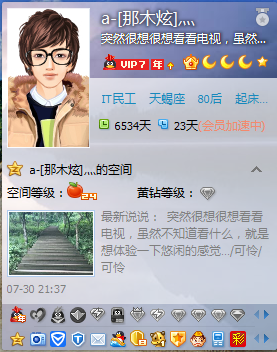 a-[那木炫]灬
突然很想很想看看电视，虽然...
VIP7 年
IT民工 天蝎座 80后 起床...
6534天 23天(会员加速中)
a-[那木炫]灬的空间
空间等级：24 黄钻等级：
最新说说： 突然很想很想看看
电视，虽然不知道看什么，就是
想体验一下悠闲的感觉.../可怜/
可怜
07-30 21:37
彩